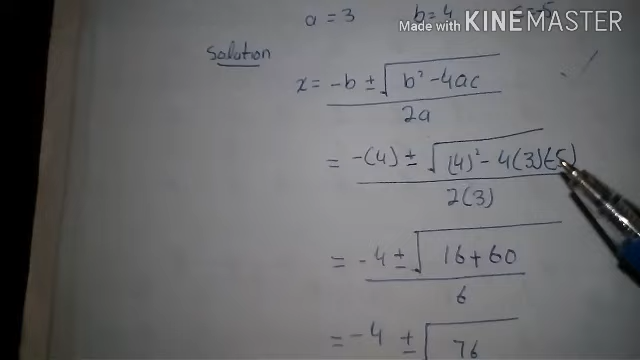 a = 3 b = 4 c = -5
Made with KINEMASTER
Solution
x = -b ± √(b² - 4ac) / 2a
= -(4) ± √((4)² - 4(3)(-5)) / 2(3)
= -4 ± √(16 + 60) / 6
= -4 ± √76